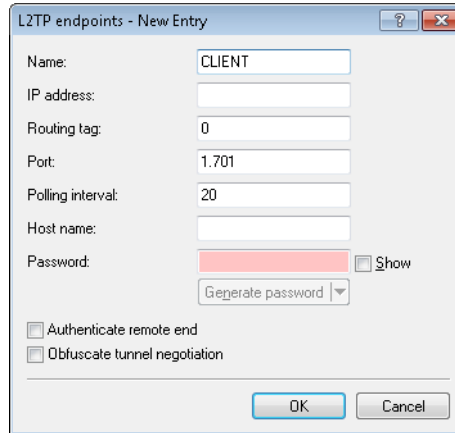 L2TP endpoints - New Entry
Name: CLIENT
IP address:
Routing tag: 0
Port: 1.701
Polling interval: 20
Host name:
Password: Show
Generate password
Authenticate remote end
Obfuscate tunnel negotiation
OK Cancel